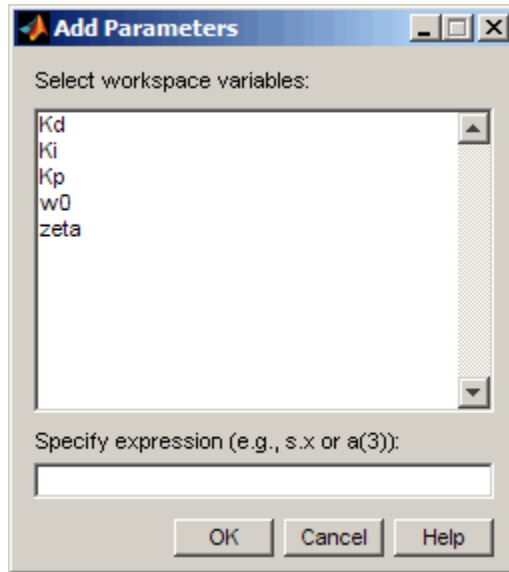 Add Parameters
Select workspace variables:
Kd
Ki
Kp
w0
zeta
Specify expression (e.g., s.x or a(3)):
OK Cancel Help